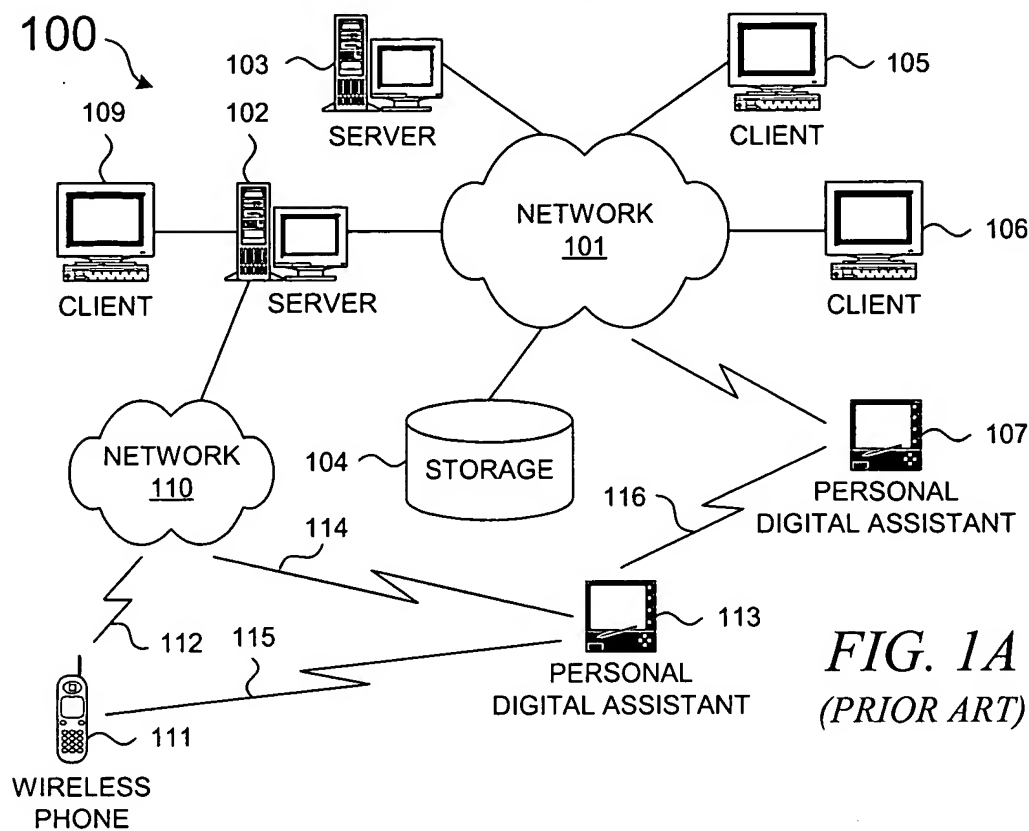 100
103
SERVER
105
CLIENT
109
102
CLIENT
SERVER
NETWORK
101
106
CLIENT
NETWORK
110
104
STORAGE
107
PERSONAL
DIGITAL ASSISTANT
116
114
112
115
113
PERSONAL
DIGITAL ASSISTANT
111
WIRELESS
PHONE
FIG. 1A
(PRIOR ART)